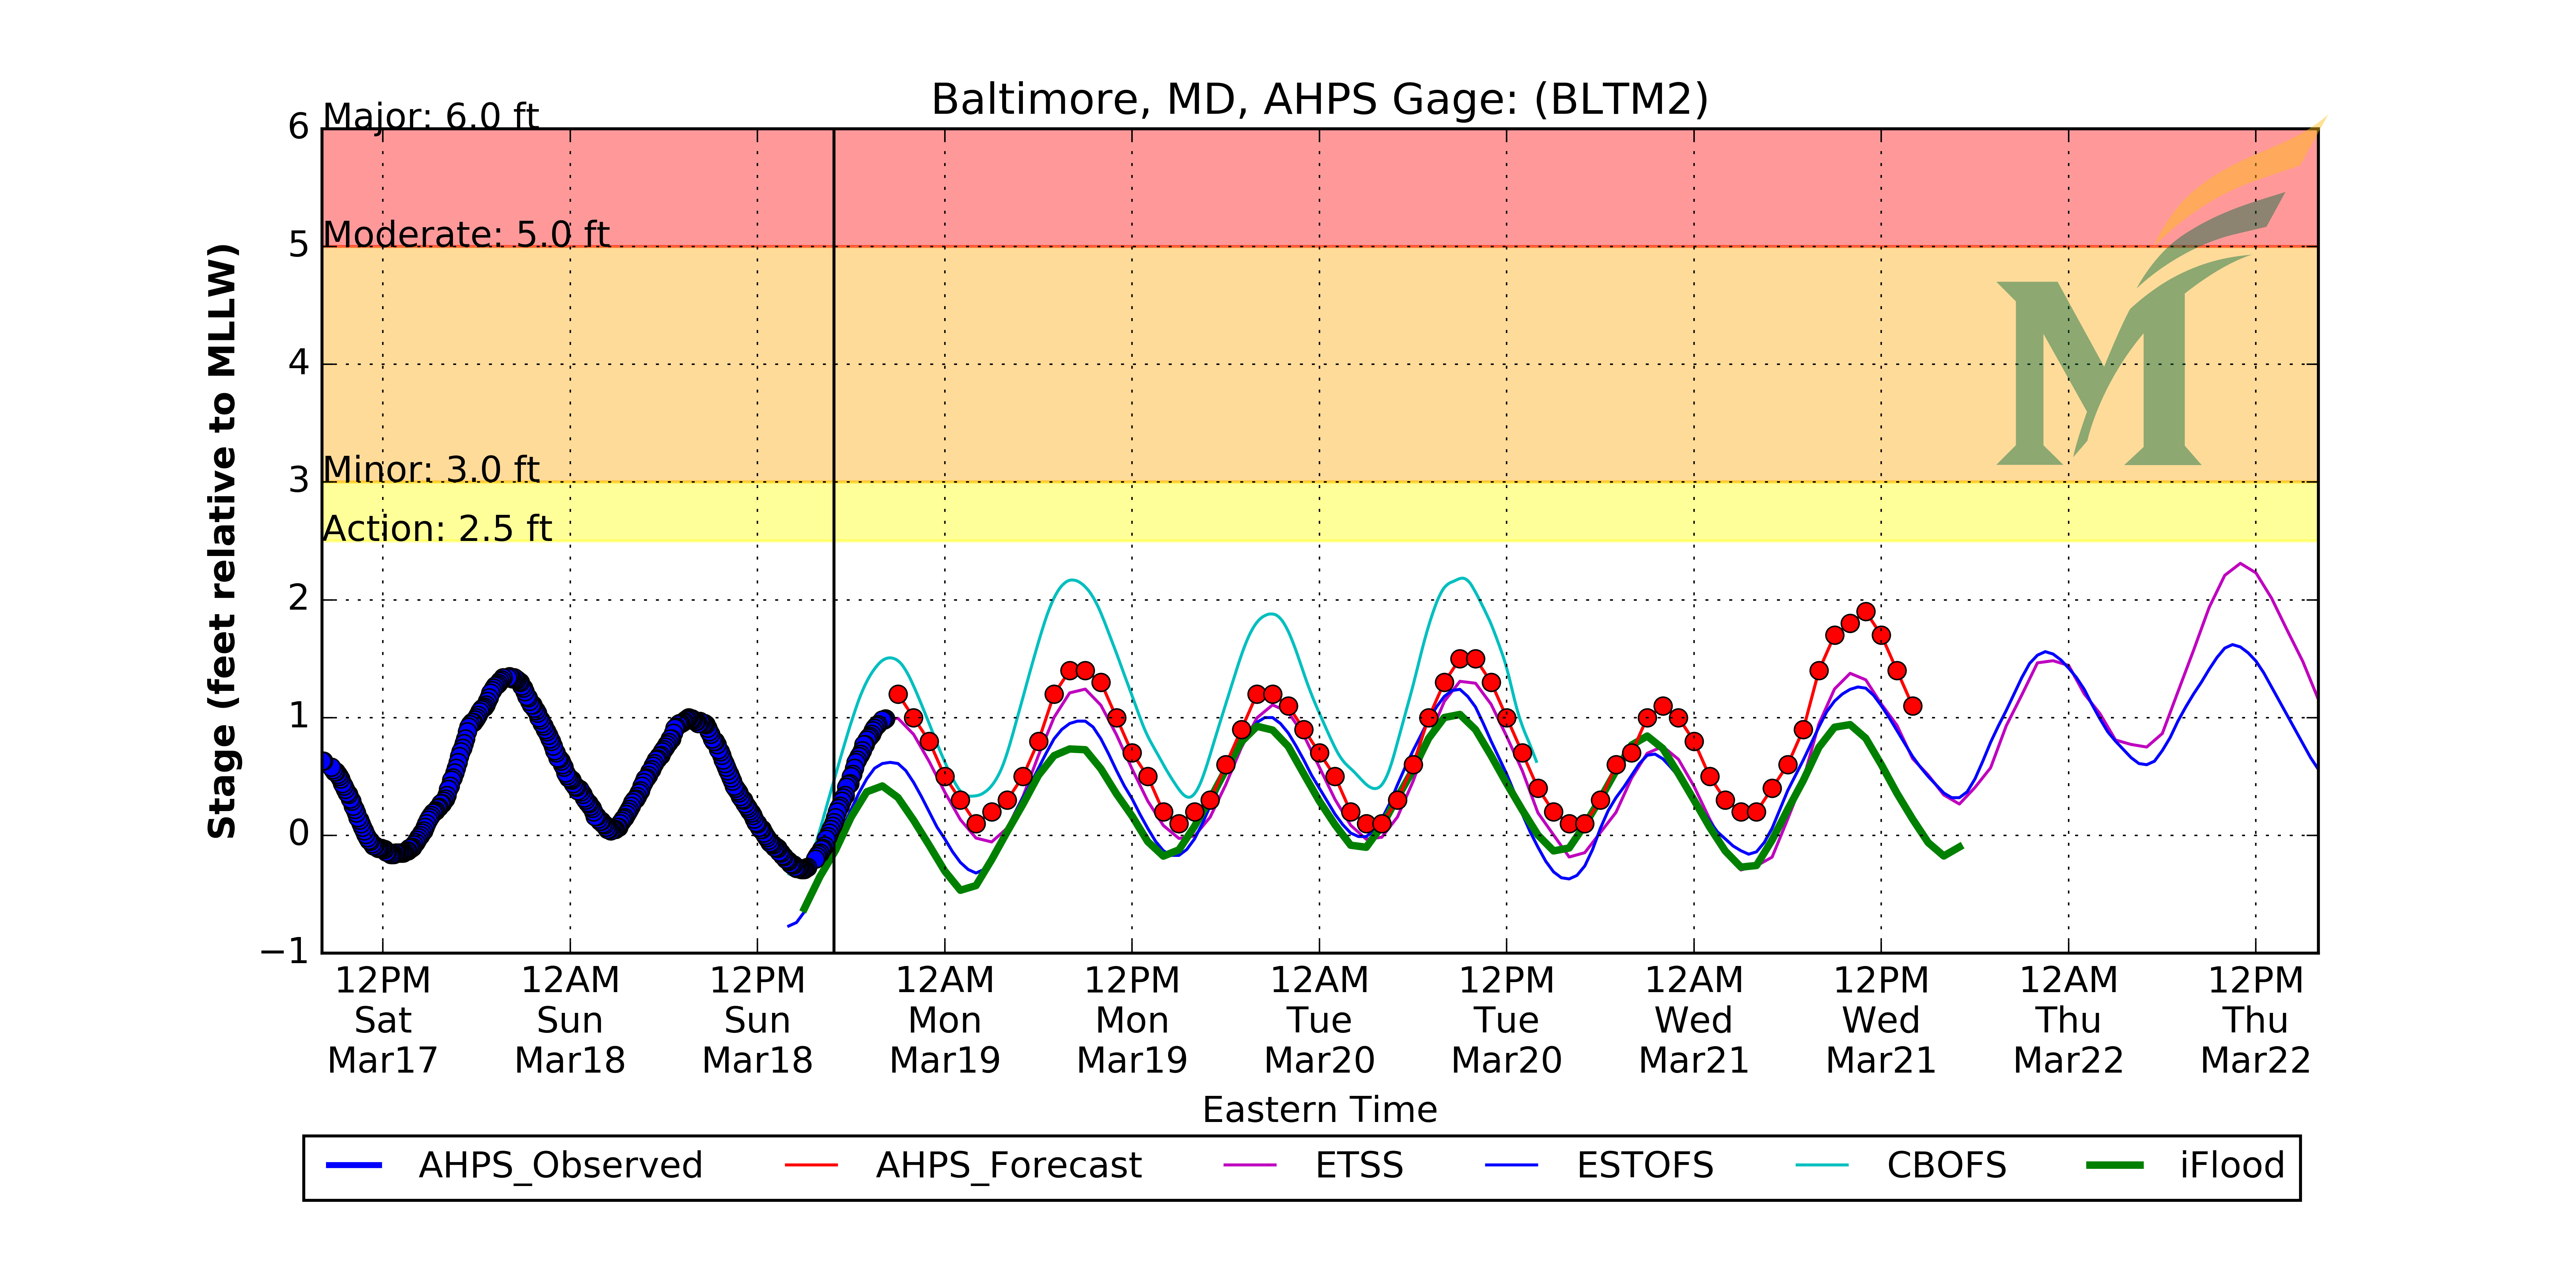 Baltimore, MD, AHPS Gage: (BLTM2)
Major: 6.0 ft
Moderate: 5.0 ft
Minor: 3.0 ft
Action: 2.5 ft
Stage (feet relative to MLLW)
6
5
4
3
2
1
0
−1
12PM 12AM 12PM 12AM 12PM 12AM 12PM 12AM 12PM 12AM 12PM
Sat Sun Sun Mon Mon Tue Tue Wed Wed Thu Thu
Mar17 Mar18 Mar18 Mar19 Mar19 Mar20 Mar20 Mar21 Mar21 Mar22 Mar22
Eastern Time
AHPS_Observed AHPS_Forecast ETSS ESTOFS CBOFS iFlood
M